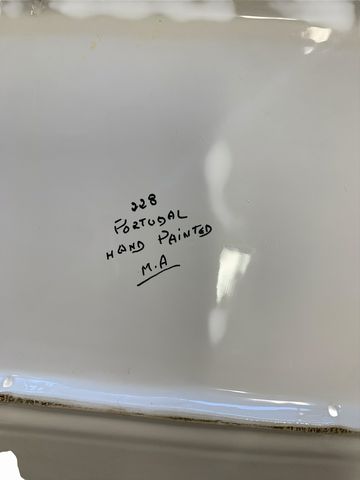 228
PORTUGAL
HAND PAINTED
M.A